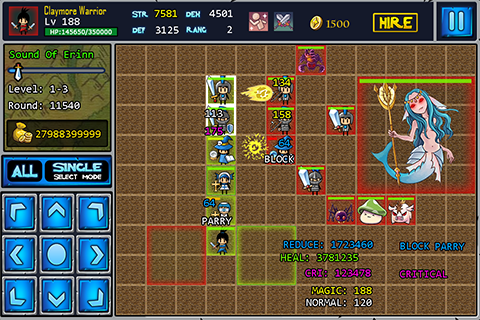 Claymore Warrior
Lv 188
HP:145650/350000
STR 7581 DEX 4501
DEF 3125 RANG 2
1500
HIRE
Sound Of Erinn
Level: 1-3
Round: 11540
27988399999
ALL
SINGLE
SELECT MODE
134
113
175
158
64
BLOCK
64
PARRY
REDUCE: 1723460
HEAL: 3781235
CRI: 123478
MAGIC: 188
NORMAL: 120
BLOCK PARRY
CRITICAL